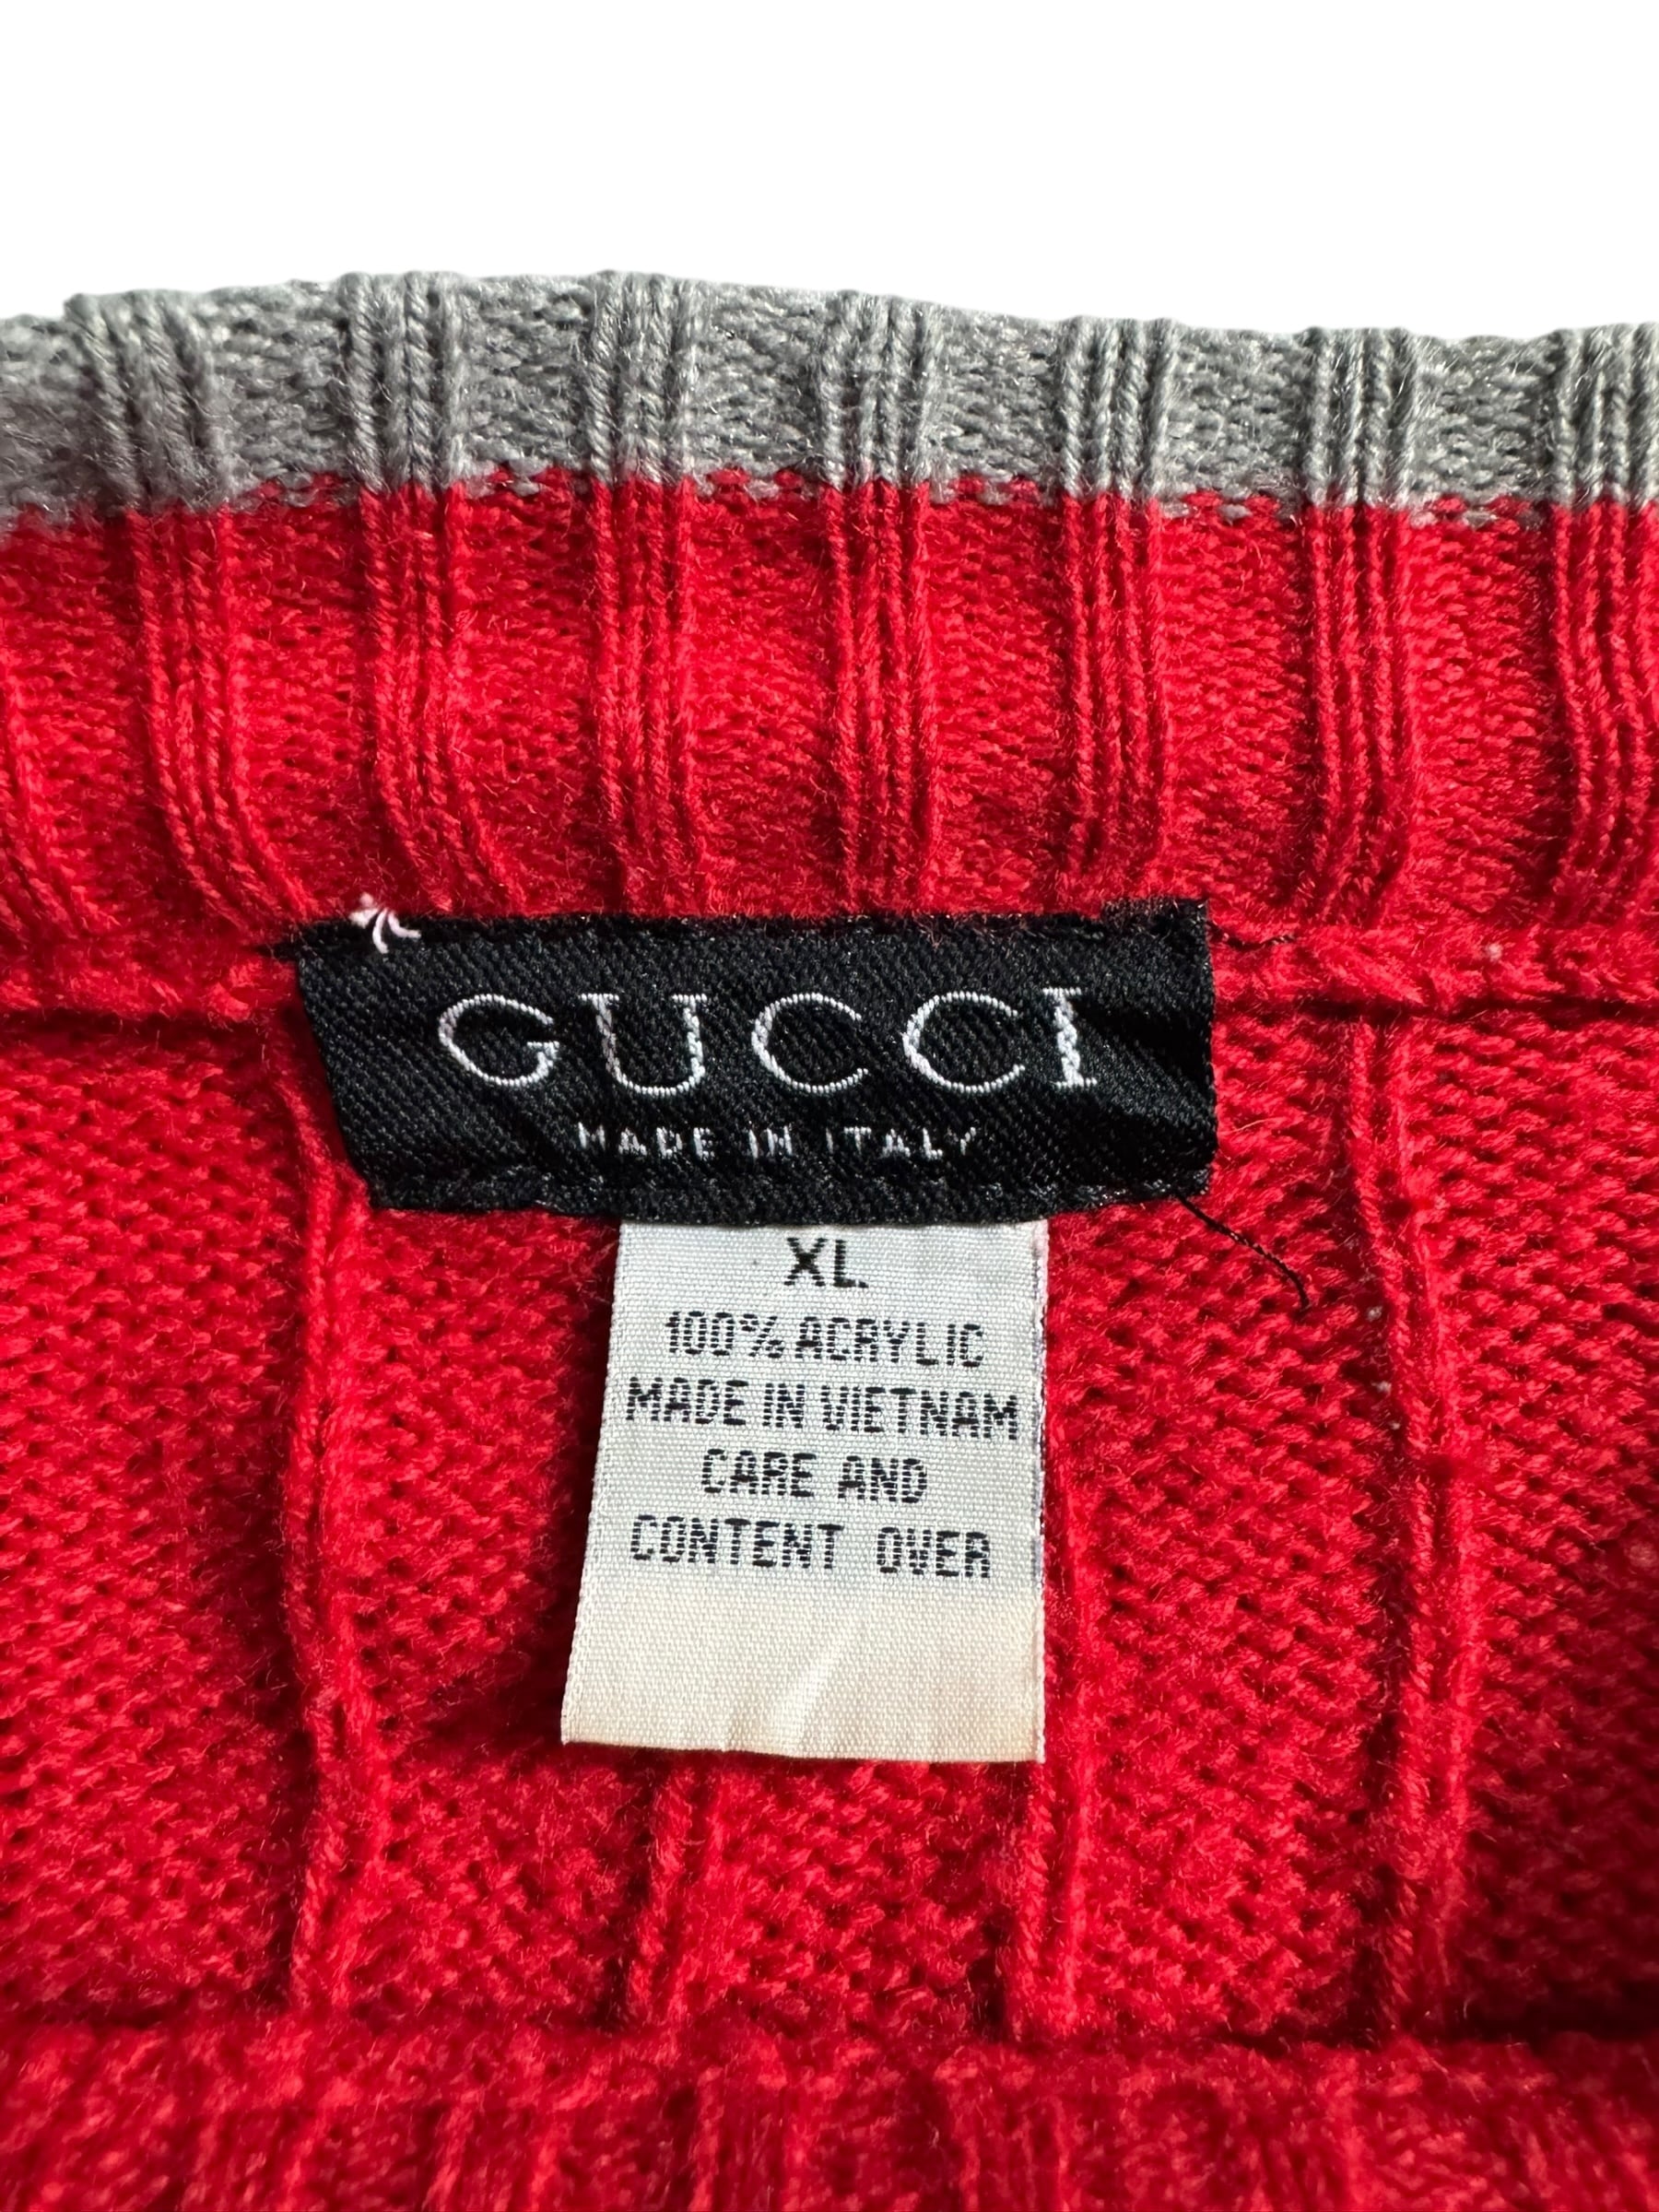 GUCCI
MADE IN ITALY
XL
100% ACRYLIC
MADE IN VIETNAM
CARE AND
CONTENT OVER